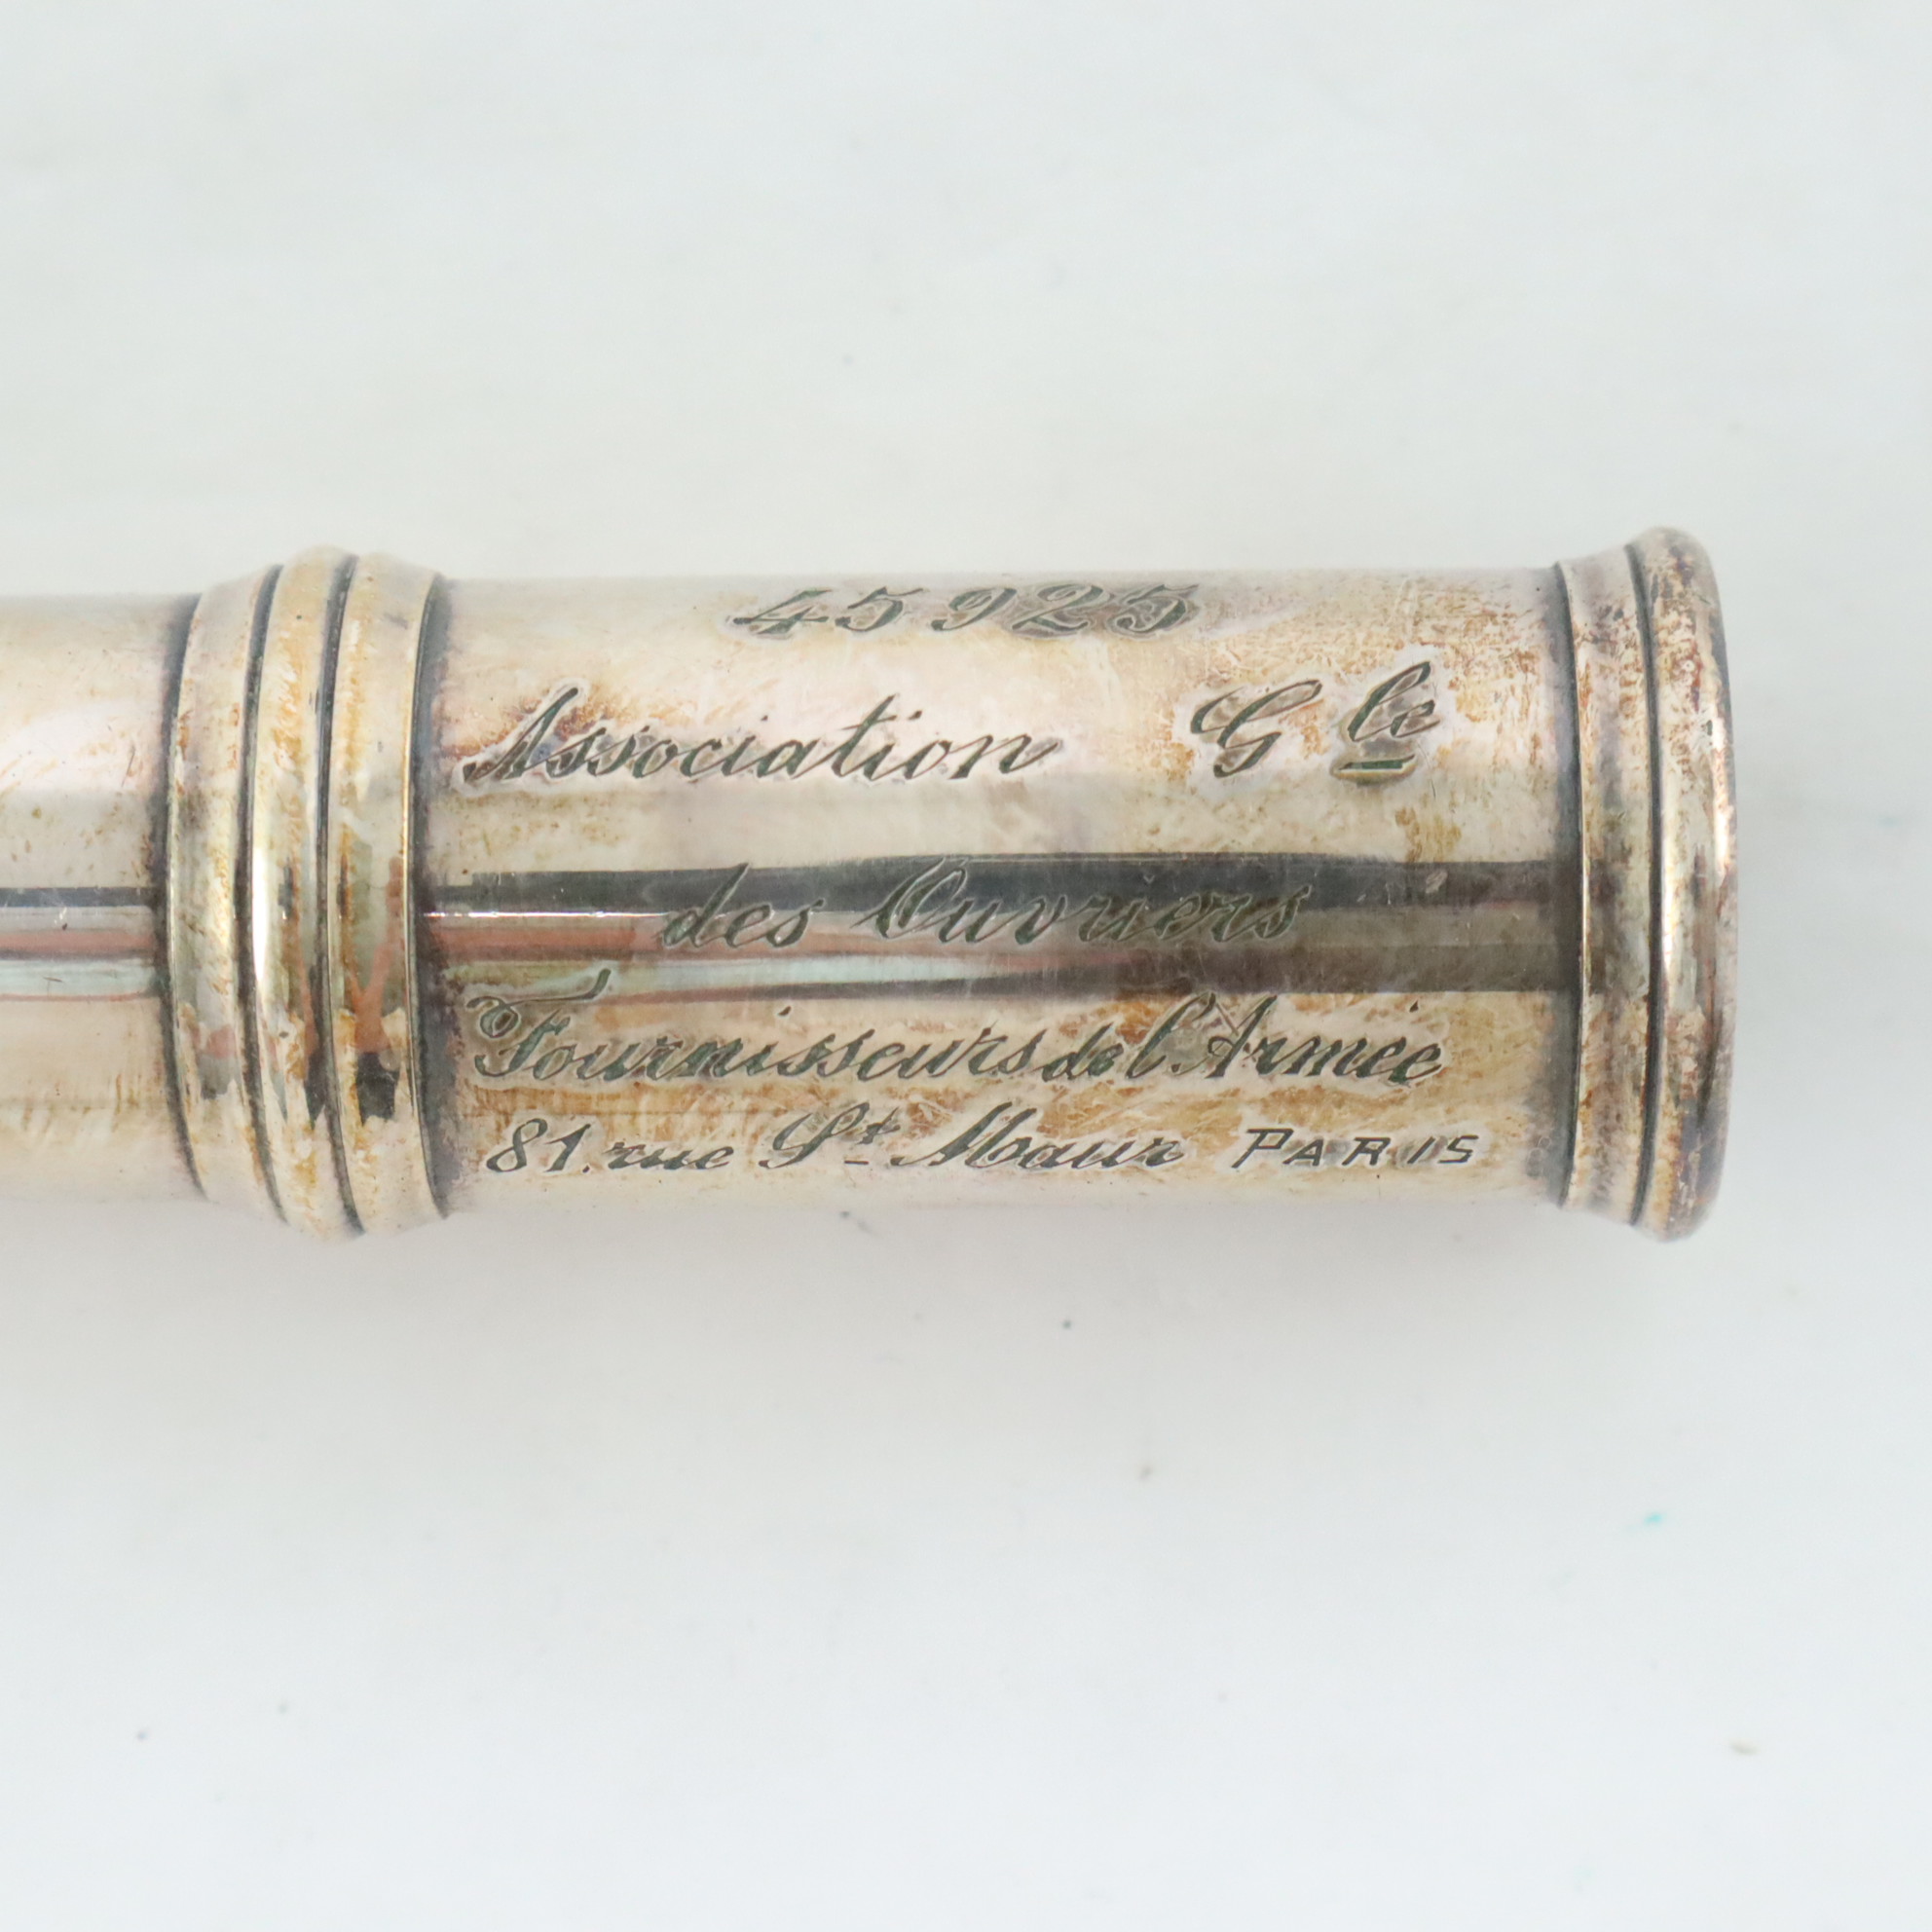 45925
Association Gle
des Ouvriers
Fournisseurs de l'Armée
81, rue St Maur PARIS